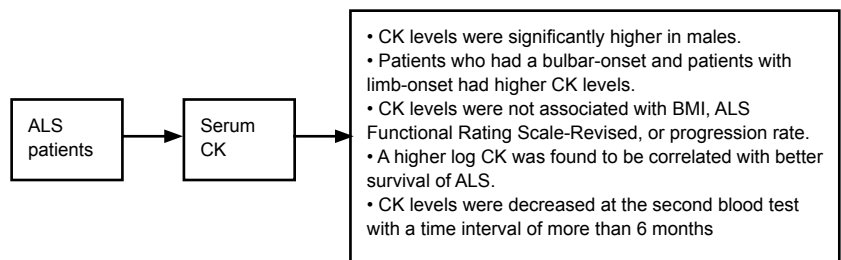 ALS
patients
Serum
CK
• CK levels were significantly higher in males.
• Patients who had a bulbar-onset and patients with
limb-onset had higher CK levels.
• CK levels were not associated with BMI, ALS
Functional Rating Scale-Revised, or progression rate.
• A higher log CK was found to be correlated with better
survival of ALS.
• CK levels were decreased at the second blood test
with a time interval of more than 6 months